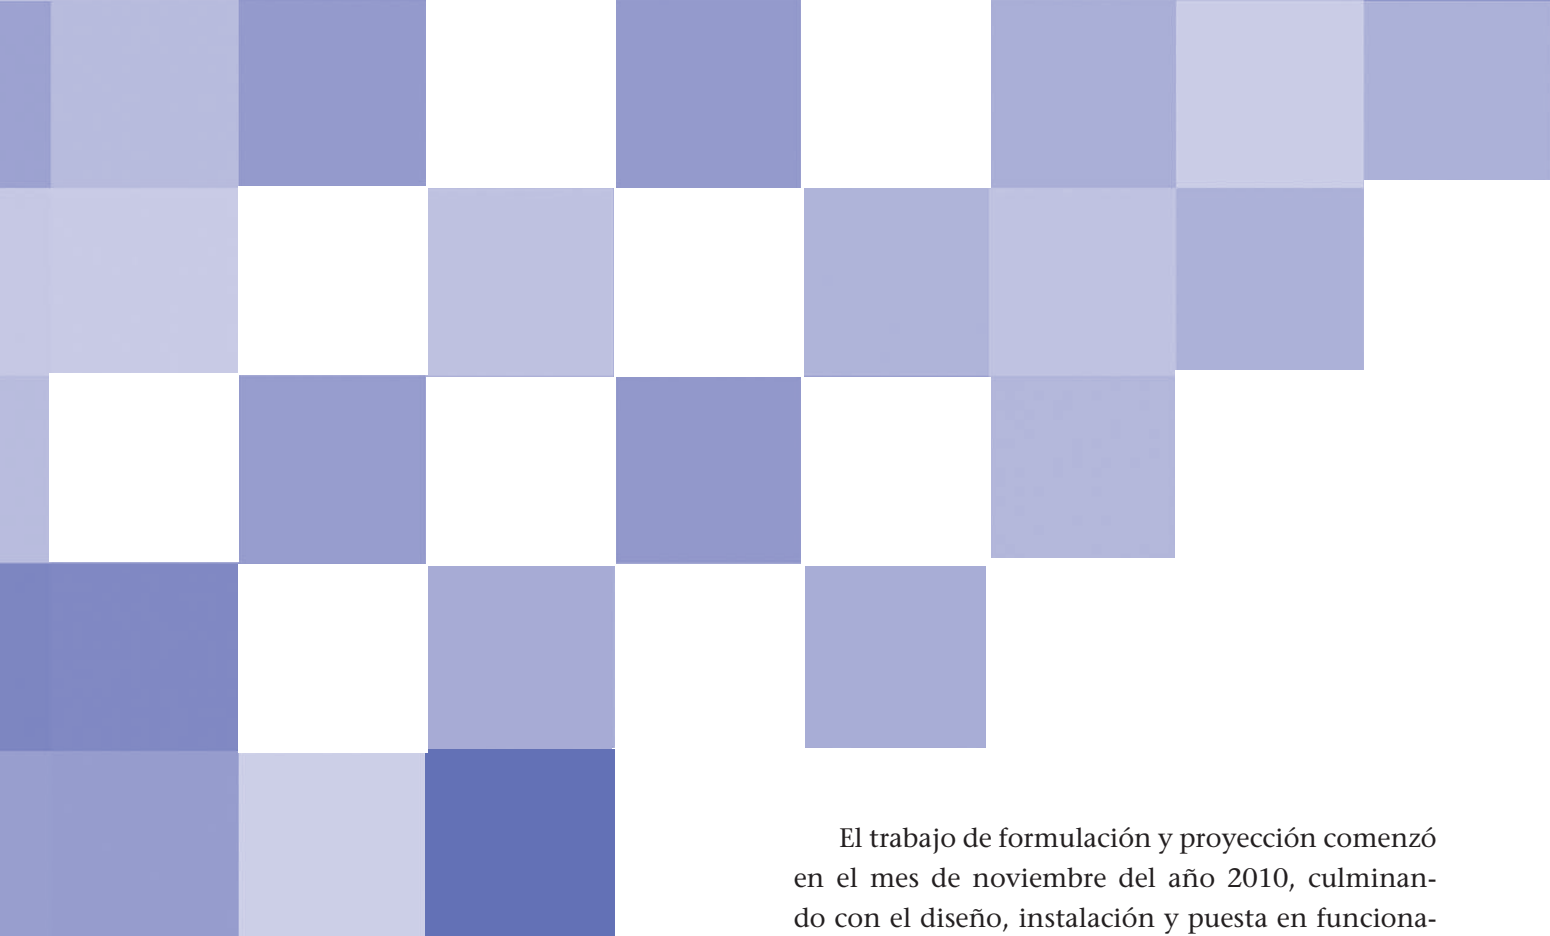 El trabajo de formulación y proyección comenzó
en el mes de noviembre del año 2010, culminan-
do con el diseño, instalación y puesta en funciona-